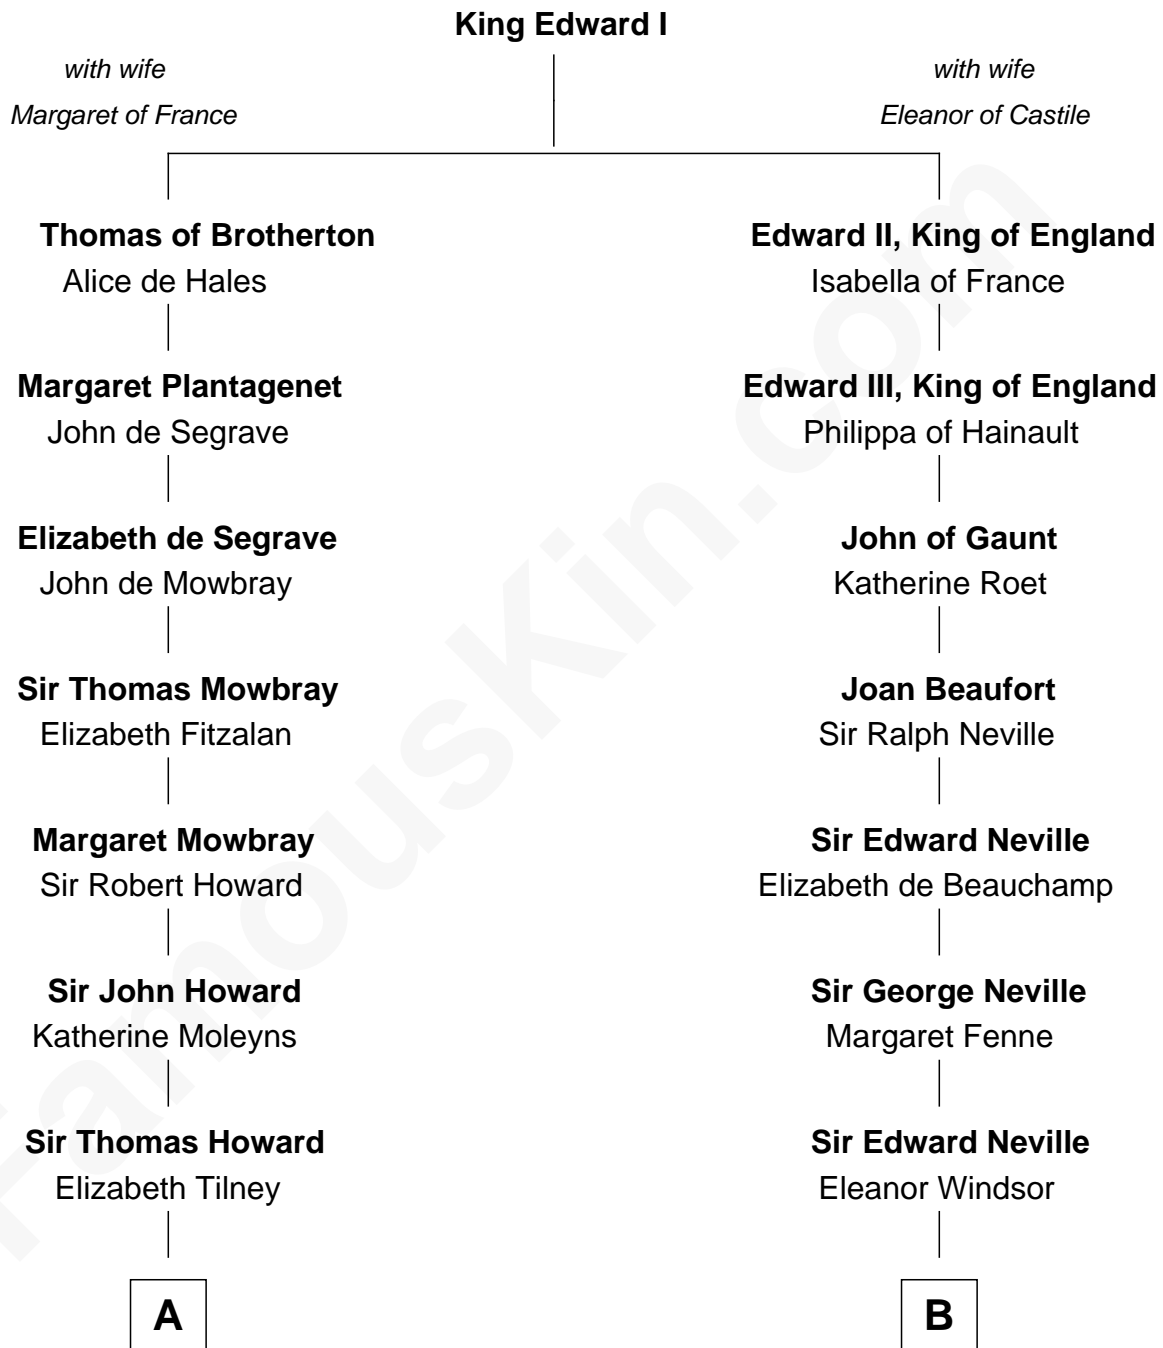 King Edward I
with wife
Margaret of France
with wife
Eleanor of Castile
Thomas of Brotherton
Alice de Hales
Edward II, King of England
Isabella of France
Margaret Plantagenet
John de Segrave
Edward III, King of England
Philippa of Hainault
Elizabeth de Segrave
John de Mowbray
John of Gaunt
Katherine Roet
Sir Thomas Mowbray
Elizabeth Fitzalan
Joan Beaufort
Sir Ralph Neville
Margaret Mowbray
Sir Robert Howard
Sir Edward Neville
Elizabeth de Beauchamp
Sir John Howard
Katherine Moleyns
Sir George Neville
Margaret Fenne
Sir Thomas Howard
Elizabeth Tilney
Sir Edward Neville
Eleanor Windsor
A
B
FamousKin.com